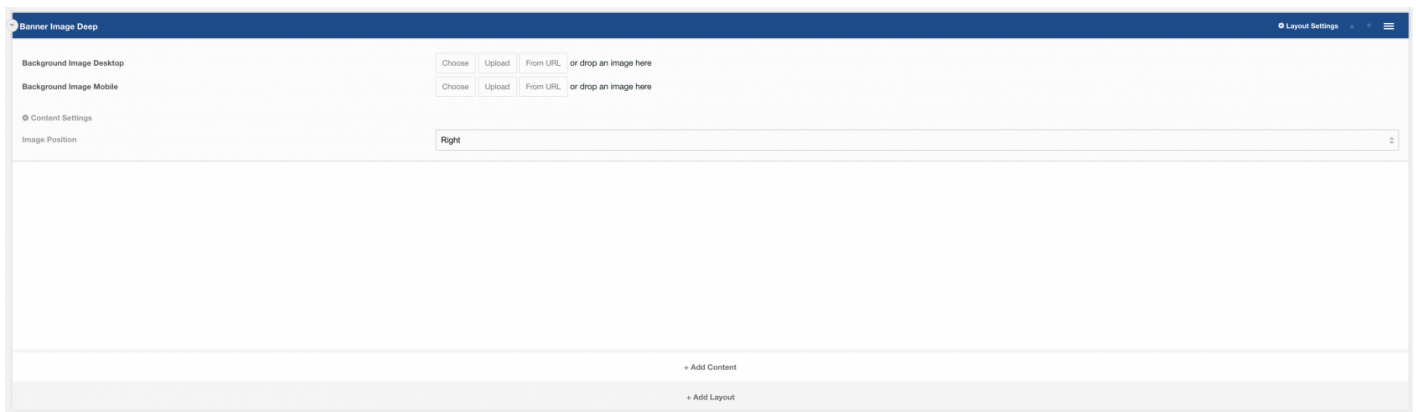 Banner Image Deep Layout Settings
Background Image Desktop Choose Upload From URL or drop an image here
Background Image Mobile Choose Upload From URL or drop an image here
Content Settings
Image Position Right
+ Add Content
+ Add Layout